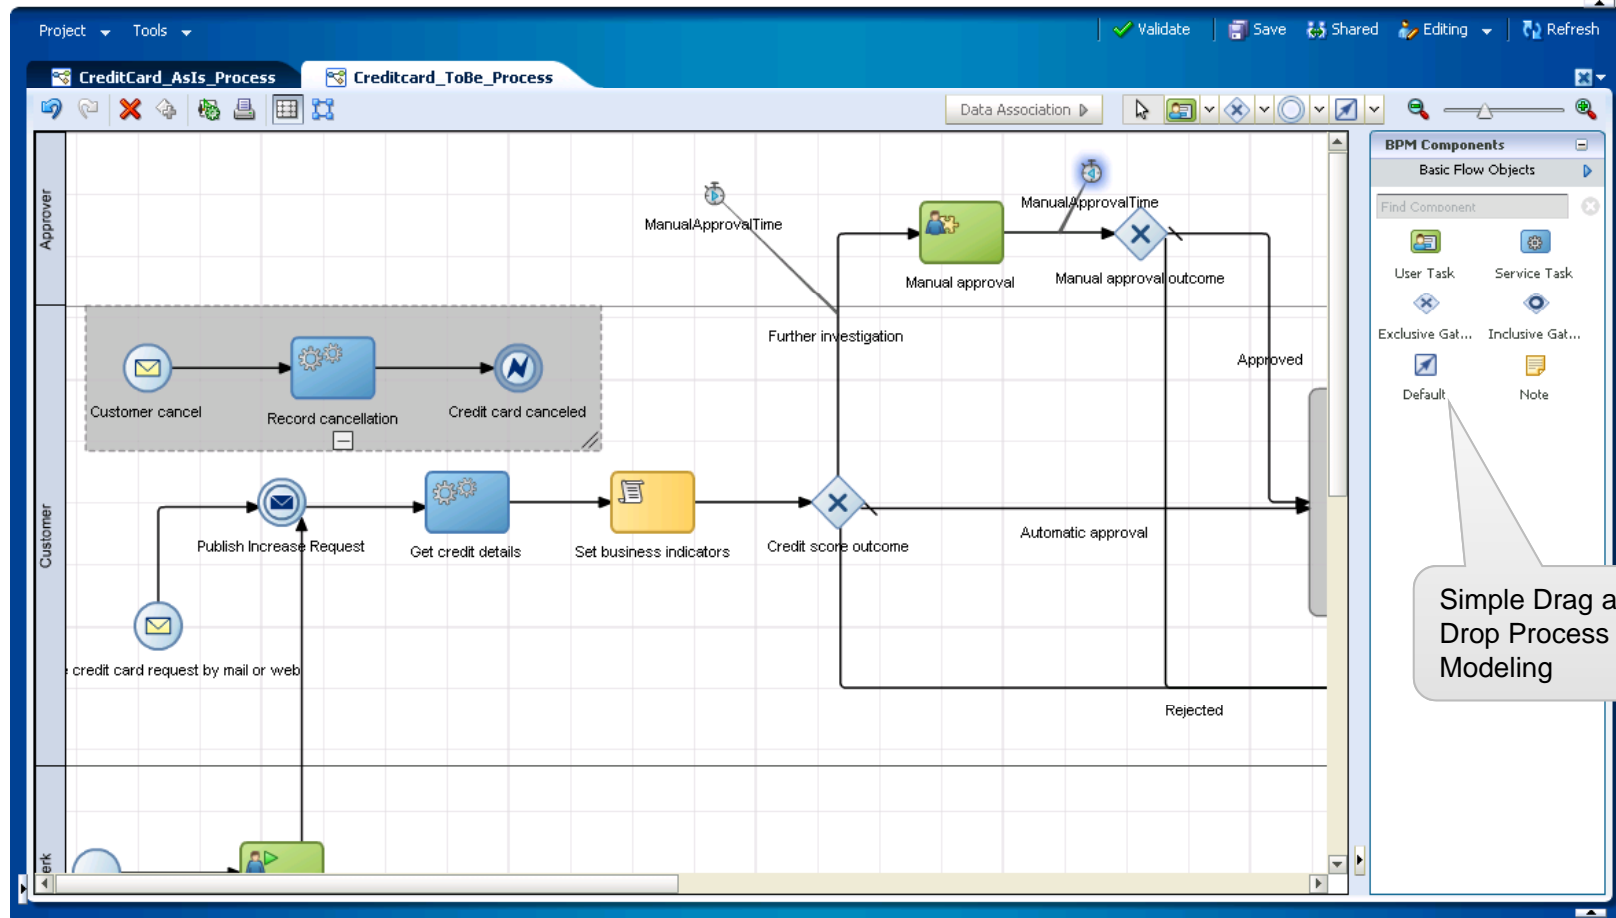 Project
Tools
Validate
Save
Shared
Editing
Refresh
CreditCard_AsIs_Process
Creditcard_ToBe_Process
Data Association
BPM Components
Basic Flow Objects
Find Component
User Task
Service Task
Exclusive Gat...
Inclusive Gat...
Default
Note
Approver
ManualApprovalTime
ManualApprovalTime
Manual approval
Manual approval outcome
Further investigation
Approved
Customer
Customer cancel
Record cancellation
Credit card canceled
Publish Increase Request
Get credit details
Set business indicators
Credit score outcome
Automatic approval
credit card request by mail or web
Rejected
erk
Simple Drag a
Drop Process
Modeling